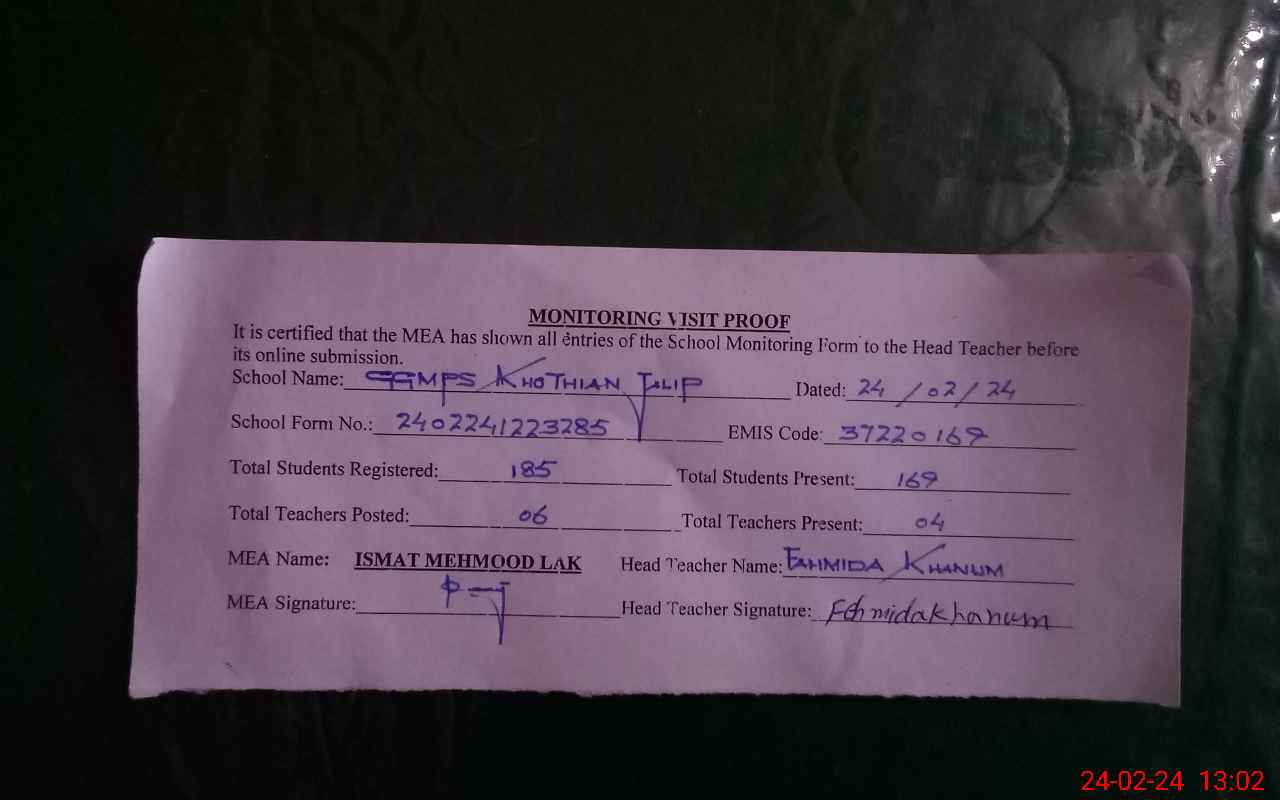 MONITORING VISIT PROOF
It is certified that the MEA has shown all entries of the School Monitoring Form to the Head Teacher before
its online submission.
School Name: GGMPS KHOTHIAN JALIP Dated: 24/02/24
School Form No.: 2402241223285 EMIS Code: 37220169
Total Students Registered: 185 Total Students Present: 169
Total Teachers Posted: 06 Total Teachers Present: 04
MEA Name: ISMAT MEHMOOD LAK Head Teacher Name: FAHMIDA KHANUM
MEA Signature: Head Teacher Signature: Fehmidakhanum
24-02-24 13:02